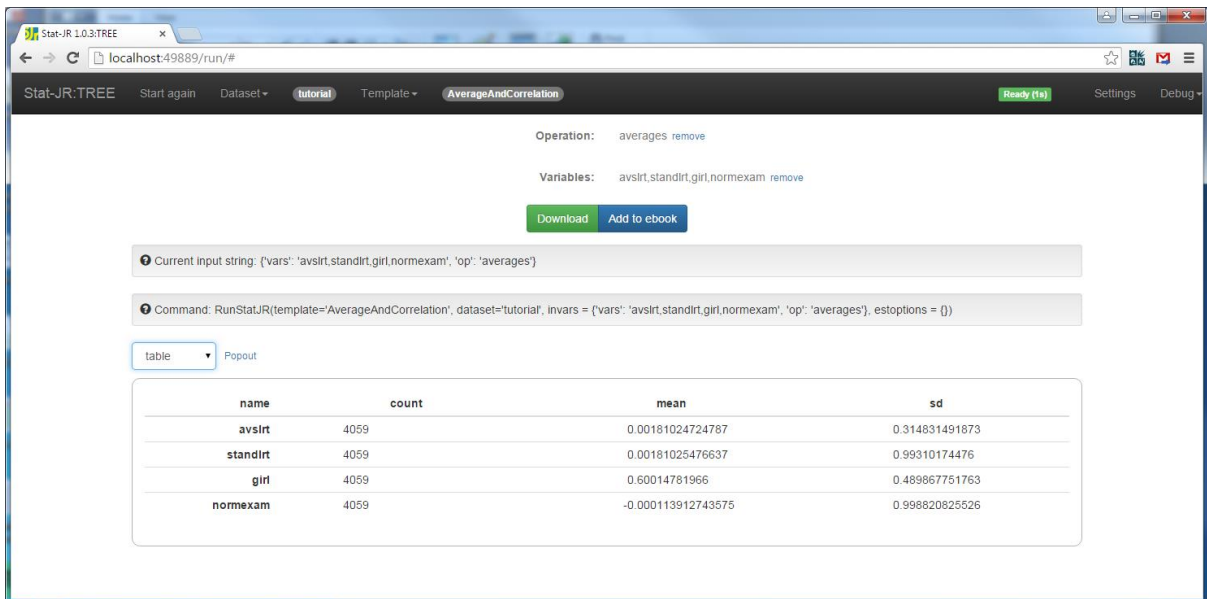 Stat-JR 1.0.3:TREE
localhost:49889/run/#
Stat-JR:TREE Start again Dataset tutorial Template AverageAndCorrelation Ready (1s) Settings Debug
Operation: averages remove
Variables: avslrt,standlrt,girl,normexam remove
Download Add to ebook
Current input string: {'vars': 'avslrt,standlrt,girl,normexam', 'op': 'averages'}
Command: RunStatJR(template='AverageAndCorrelation', dataset='tutorial', invars = {'vars': 'avslrt,standlrt,girl,normexam', 'op': 'averages'}, estoptions = {})
table Popout
name count mean sd
avslrt 4059 0.00181024724787 0.314831491873
standlrt 4059 0.00181025476637 0.99310174476
girl 4059 0.60014781966 0.489867751763
normexam 4059 -0.000113912743575 0.998820825526